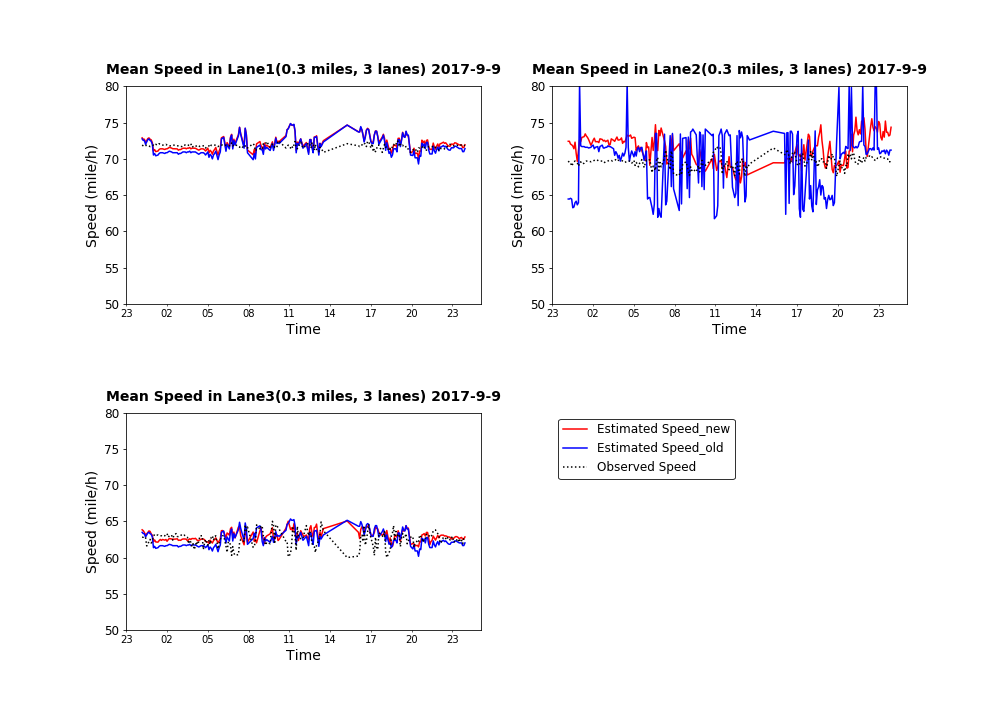 Mean Speed in Lane1(0.3 miles, 3 lanes) 2017-9-9
80
75
70
65
60
55
50
Speed (mile/h)
23 02 05 08 11 14 17 20 23
Time
Mean Speed in Lane2(0.3 miles, 3 lanes) 2017-9-9
80
75
70
65
60
55
50
Speed (mile/h)
23 02 05 08 11 14 17 20 23
Time
Mean Speed in Lane3(0.3 miles, 3 lanes) 2017-9-9
80
75
70
65
60
55
50
Speed (mile/h)
23 02 05 08 11 14 17 20 23
Time
Estimated Speed_new
Estimated Speed_old
Observed Speed